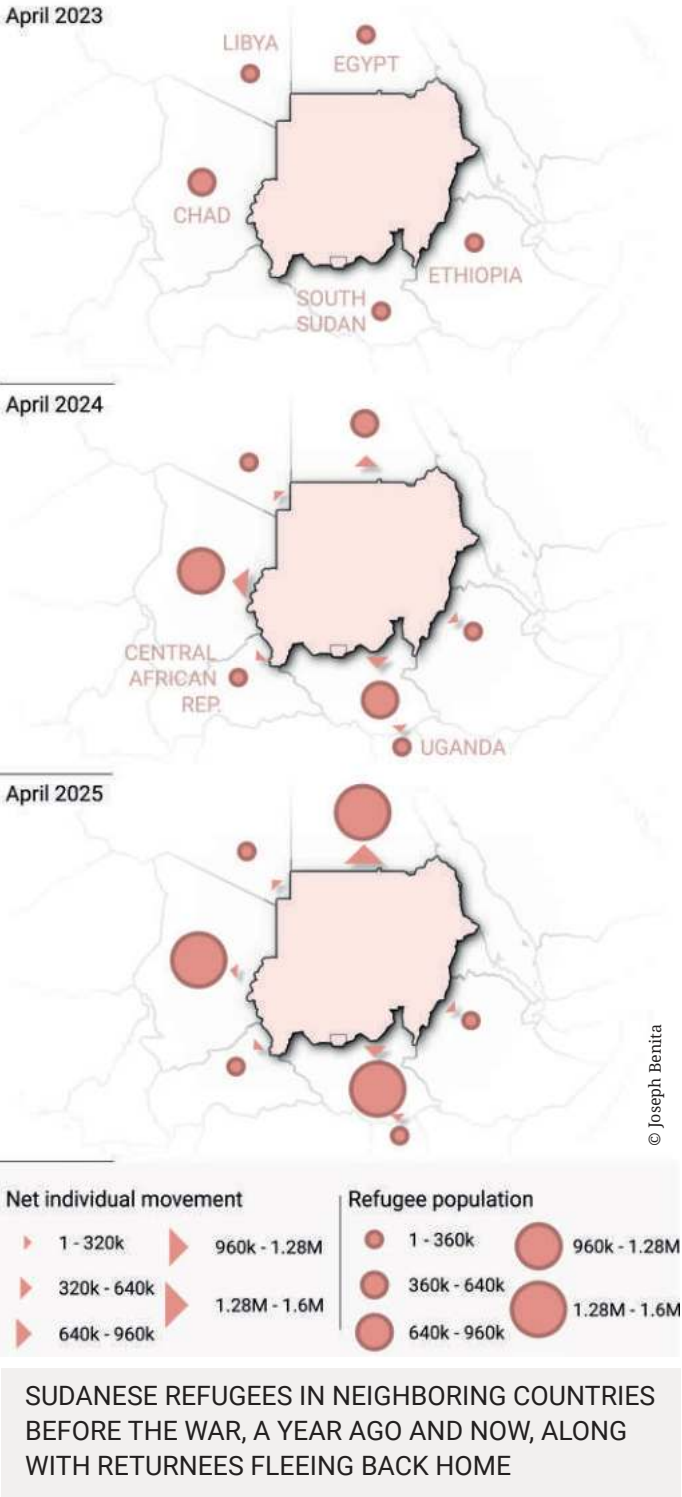 April 2023
LIBYA
EGYPT
CHAD
ETHIOPIA
SOUTH
SUDAN
April 2024
CENTRAL
AFRICAN
REP.
UGANDA
April 2025
© Joseph Benita
Net individual movement
1 - 320k
320k - 640k
640k - 960k
960k - 1.28M
1.28M - 1.6M
Refugee population
1 - 360k
360k - 640k
640k - 960k
960k - 1.28M
1.28M - 1.6M
SUDANESE REFUGEES IN NEIGHBORING COUNTRIES
BEFORE THE WAR, A YEAR AGO AND NOW, ALONG
WITH RETURNEES FLEEING BACK HOME